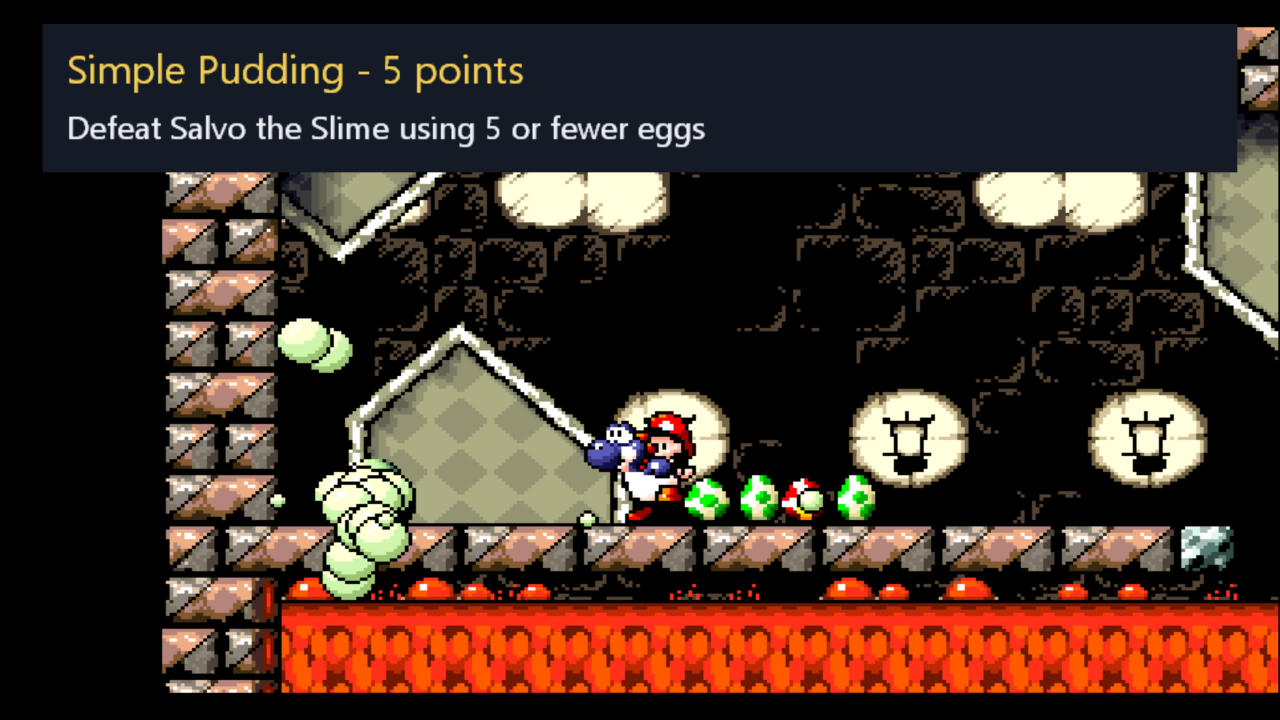 Simple Pudding - 5 points
Defeat Salvo the Slime using 5 or fewer eggs